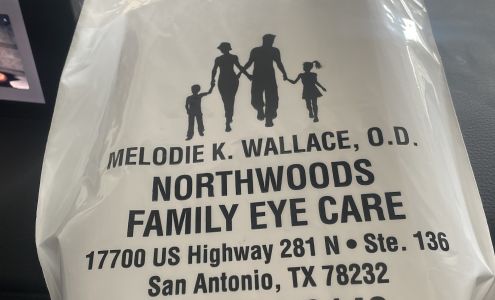 MELODIE K. WALLACE, O.D.
NORTHWOODS
FAMILY EYE CARE
17700 US Highway 281 N • Ste. 136
San Antonio, TX 78232